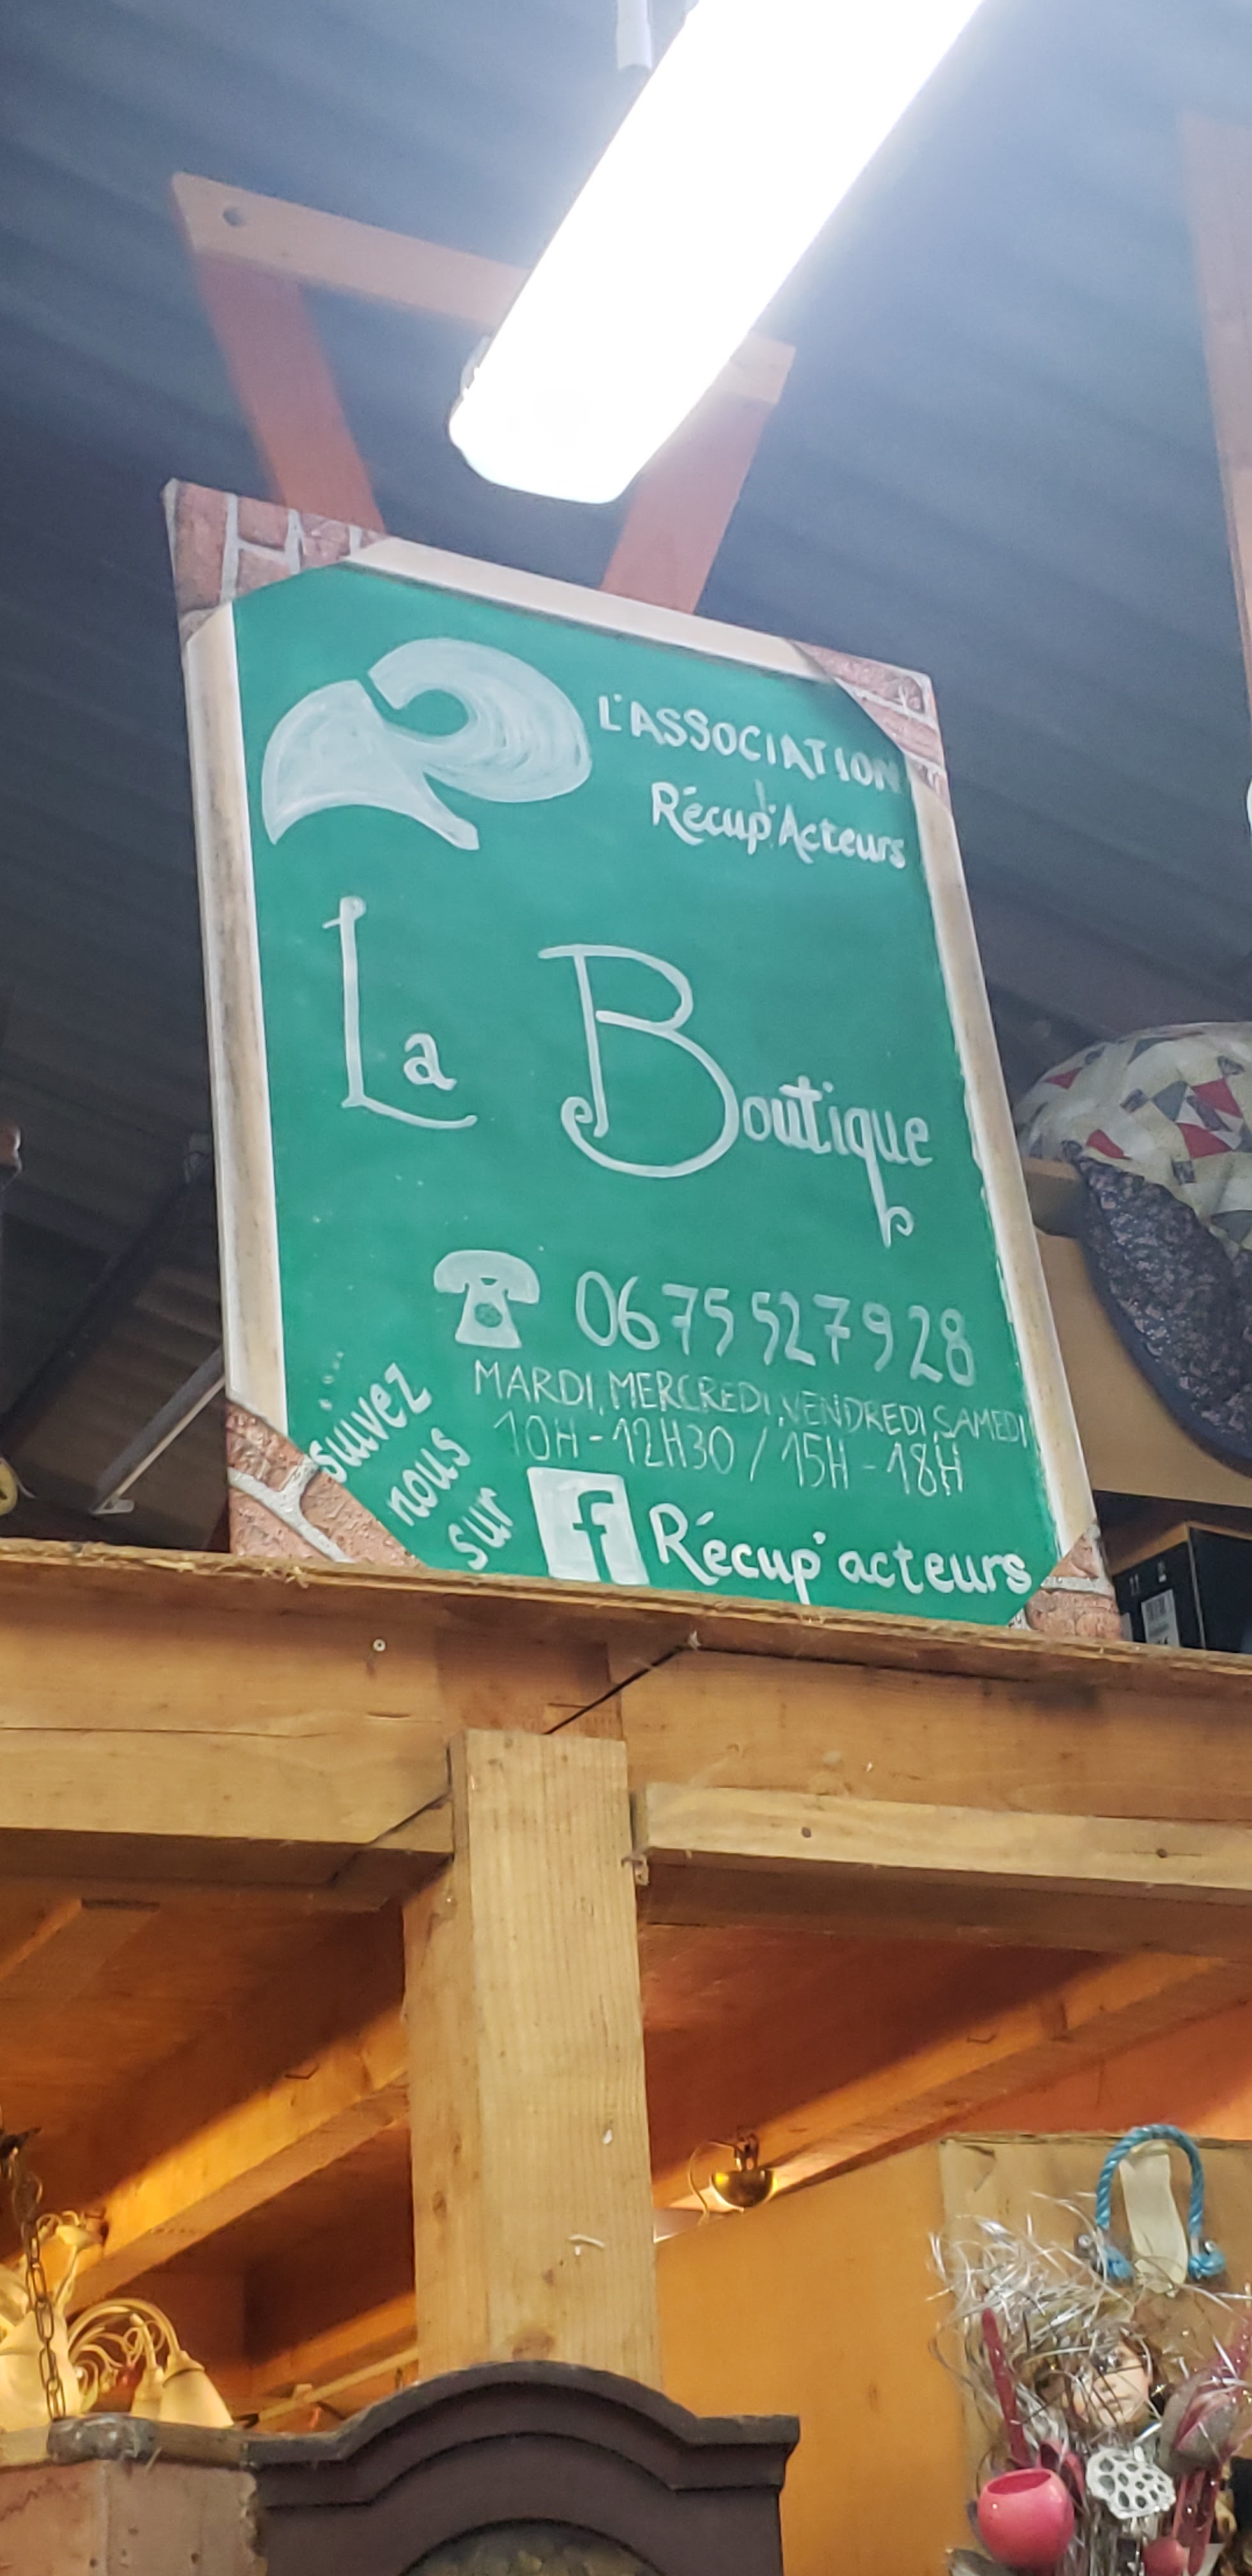 L'ASSOCIATION
Récup'Acteurs
La Boutique
0675527928
MARDI, MERCREDI, VENDREDI, SAMEDI
10H - 12H30 / 15H - 18H
suivez
nous
sur
f Récup'acteurs